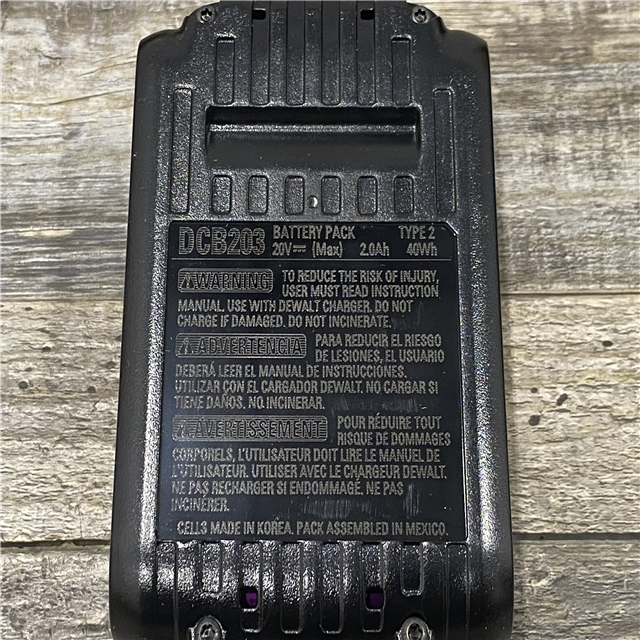 DCB203 BATTERY PACK TYPE 2
20V⎓ (Max) 2.0Ah 40Wh
⚠WARNING TO REDUCE THE RISK OF INJURY,
USER MUST READ INSTRUCTION
MANUAL. USE WITH DEWALT CHARGER. DO NOT
CHARGE IF DAMAGED. DO NOT INCINERATE.
⚠ADVERTENCIA PARA REDUCIR EL RIESGO
DE LESIONES, EL USUARIO
DEBERÁ LEER EL MANUAL DE INSTRUCCIONES.
UTILIZAR CON EL CARGADOR DEWALT. NO CARGAR SI
TIENE DAÑOS. NO INCINERAR.
⚠AVERTISSEMENT POUR RÉDUIRE TOUT
RISQUE DE DOMMAGES
CORPORELS, L'UTILISATEUR DOIT LIRE LE MANUEL DE
L'UTILISATEUR. UTILISER AVEC LE CHARGEUR DEWALT.
NE PAS RECHARGER SI ENDOMMAGÉ. NE PAS
INCINÉRER.
CELLS MADE IN KOREA. PACK ASSEMBLED IN MEXICO.